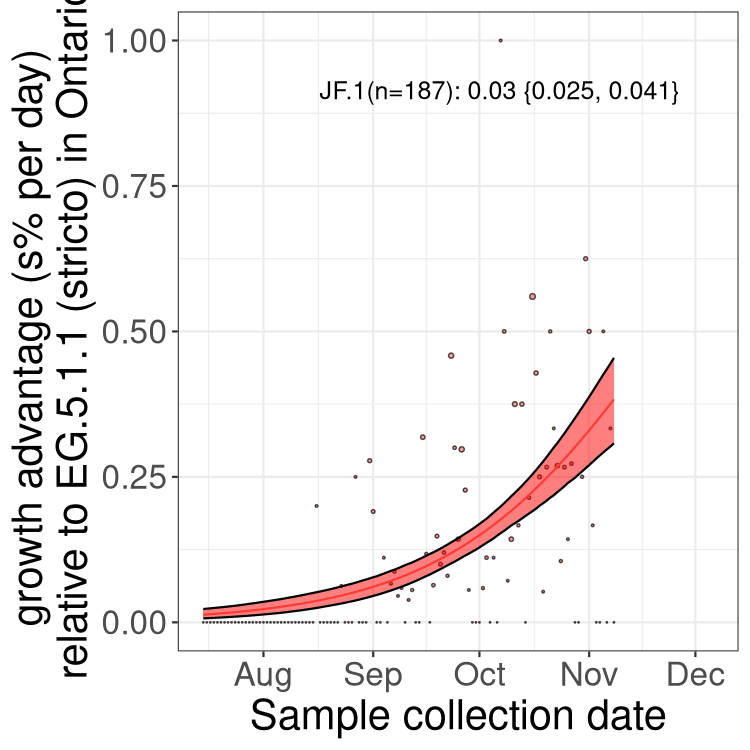 growth advantage (s% per day)
relative to EG.5.1.1 (stricto) in Ontario
1.00
JF.1(n=187): 0.03 {0.025, 0.041}
0.75
0.50
0.25
0.00
Aug Sep Oct Nov Dec
Sample collection date